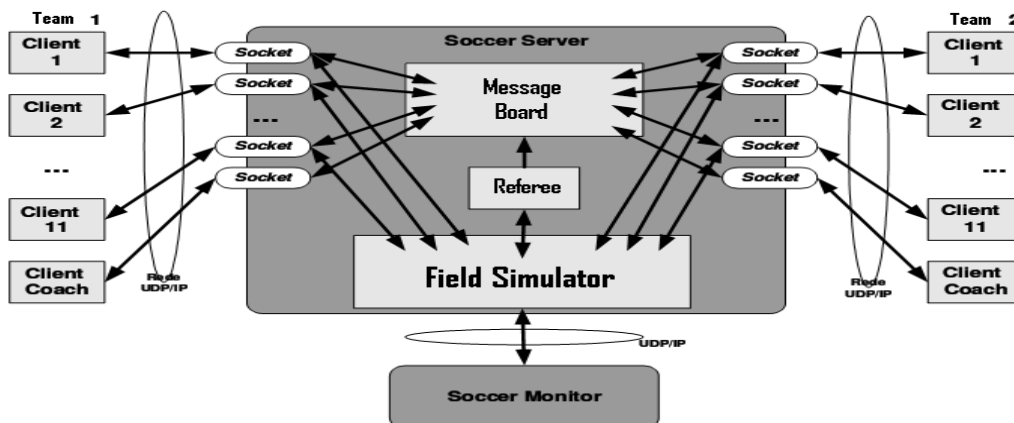 Team 1
Client
1
Client
2
---
Client
11
Client
Coach
Rede
UDP/IP
Socket
Socket
---
Socket
Socket
Soccer Server
Message
Board
Referee
Field Simulator
UDP/IP
Soccer Monitor
Socket
Socket
---
Socket
Socket
Rede
UDP/IP
Team 2
Client
1
Client
2
---
Client
11
Client
Coach